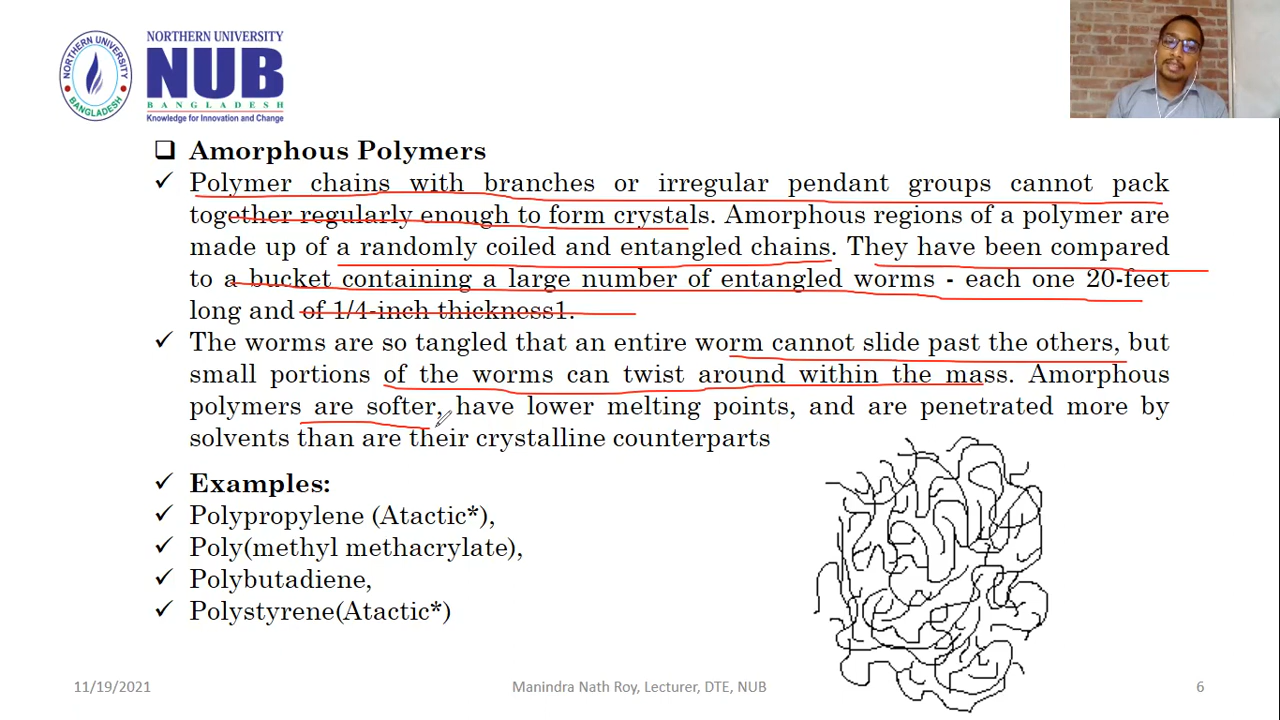 NORTHERN UNIVERSITY
NUB
BANGLADESH
Knowledge for Innovation and Change
NORTHERN UNIVERSITY
BANGLADESH
Amorphous Polymers
Polymer chains with branches or irregular pendant groups cannot pack
together regularly enough to form crystals. Amorphous regions of a polymer are
made up of a randomly coiled and entangled chains. They have been compared
to a bucket containing a large number of entangled worms - each one 20-feet
long and of 1/4-inch thickness1.
The worms are so tangled that an entire worm cannot slide past the others, but
small portions of the worms can twist around within the mass. Amorphous
polymers are softer, have lower melting points, and are penetrated more by
solvents than are their crystalline counterparts
Examples:
Polypropylene (Atactic*),
Poly(methyl methacrylate),
Polybutadiene,
Polystyrene(Atactic*)
11/19/2021
Manindra Nath Roy, Lecturer, DTE, NUB
6